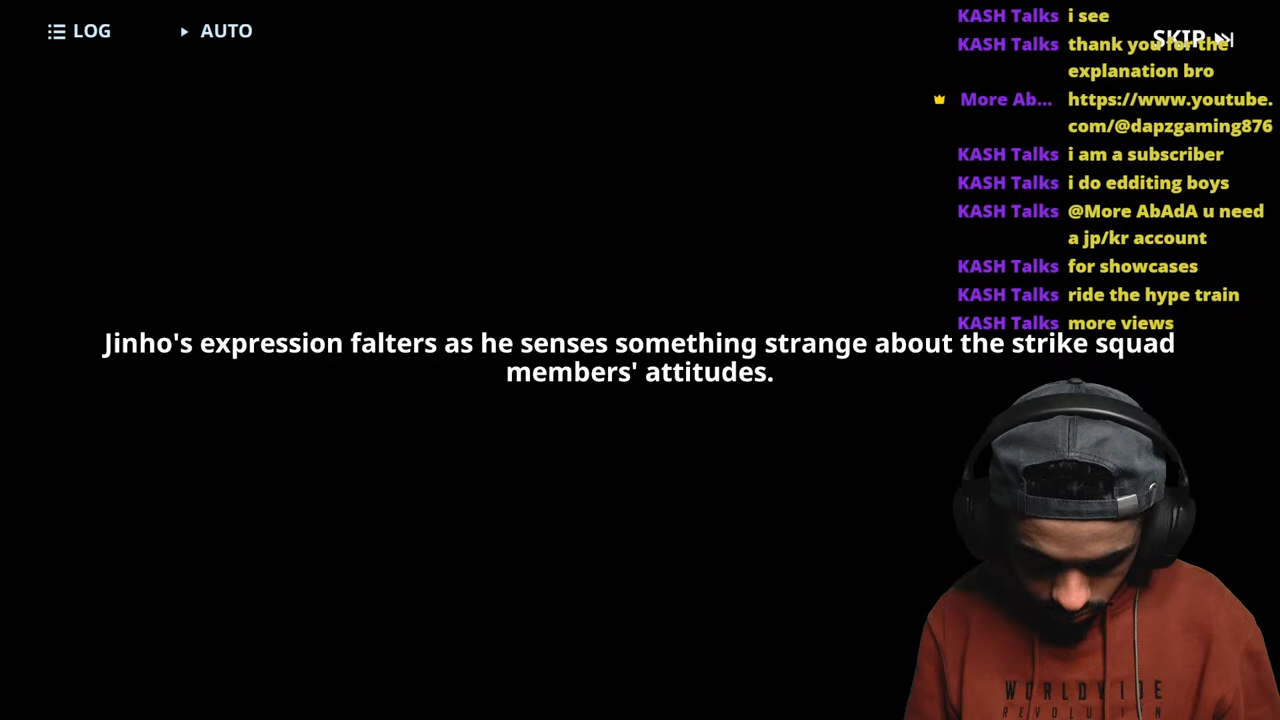 LOG
AUTO
SKIP
KASH Talks i see
KASH Talks thank you for the
explanation bro
More Ab... https://www.youtube.
com/@dapzgaming876
KASH Talks i am a subscriber
KASH Talks i do edditing boys
KASH Talks @More AbAdA u need
a jp/kr account
KASH Talks for showcases
KASH Talks ride the hype train
KASH Talks more views
Jinho's expression falters as he senses something strange about the strike squad
members' attitudes.
WORLDWIDE
REVOLUTION